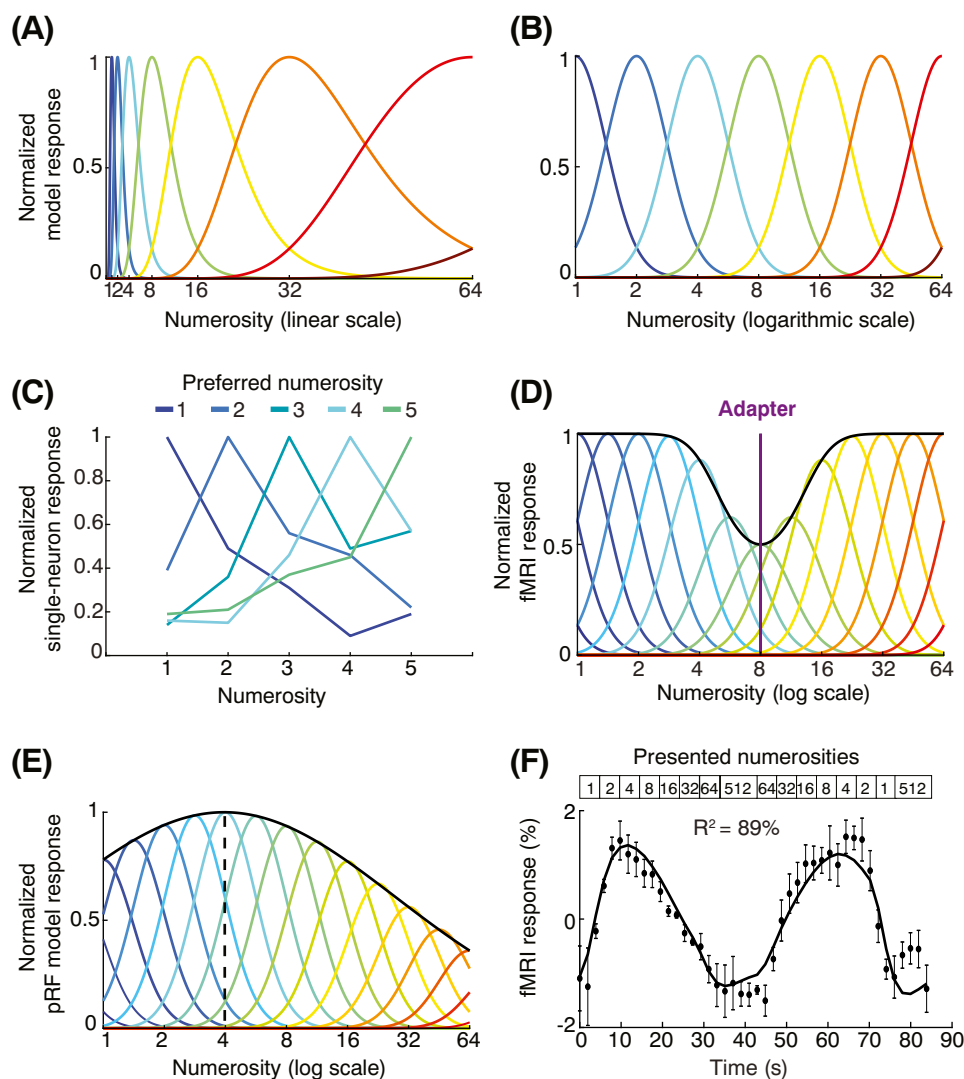 (A)
Normalized
model response
1
0.5
0
1 2 4 8 16 32 64
Numerosity (linear scale)
(B)
1
0.5
0
1 2 4 8 16 32 64
Numerosity (logarithmic scale)
(C)
Preferred numerosity
1 2 3 4 5
Normalized
single-neuron response
1
0.8
0.6
0.4
0.2
0
1 2 3 4 5
Numerosity
(D)
Adapter
Normalized
fMRI response
1
0.5
0
1 2 4 8 16 32 64
Numerosity (log scale)
(E)
Normalized
pRF model response
1
0.5
0
1 2 4 8 16 32 64
Numerosity (log scale)
(F)
Presented numerosities
1 2 4 8 16 32 64 512 64 32 16 8 4 2 1 512
R² = 89%
fMRI response (%)
2
0
-2
0 10 20 30 40 50 60 70 80 90
Time (s)